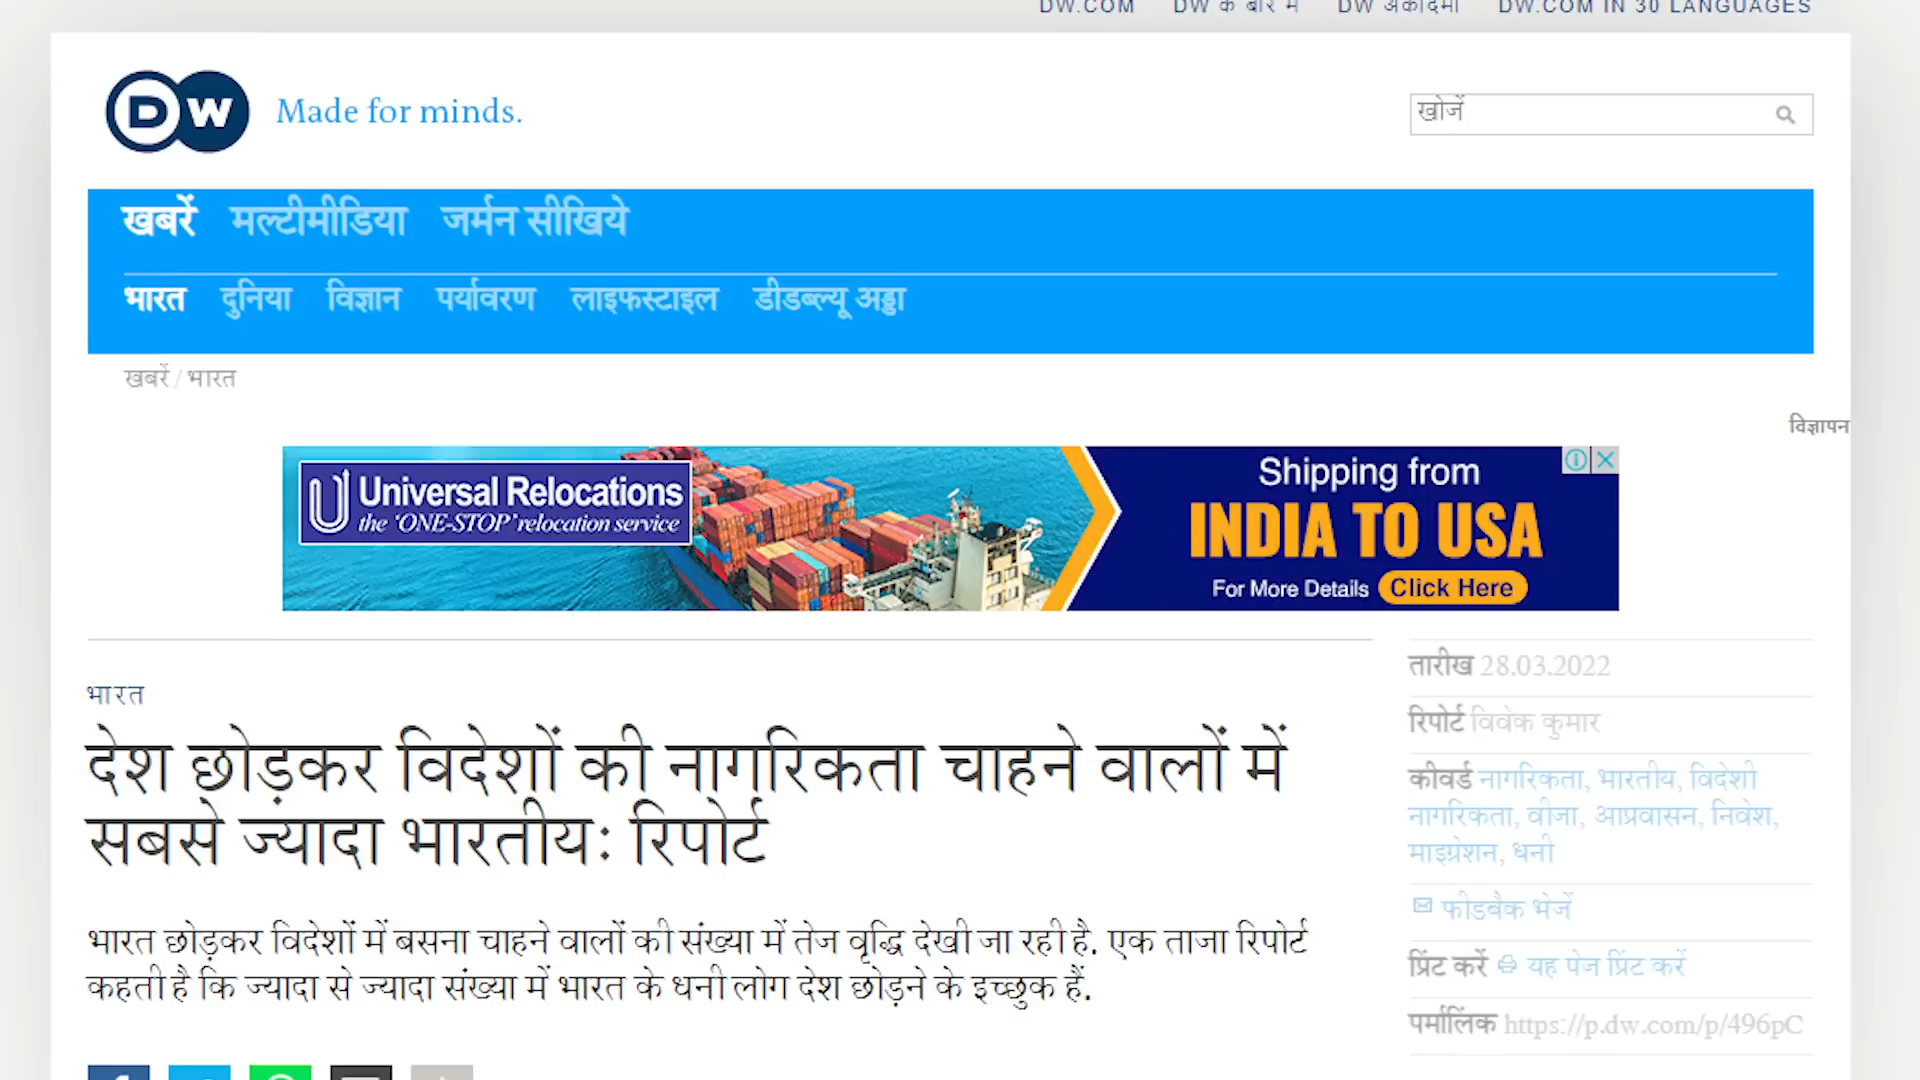 DW.COM DW के बारे में DW अकादमी DW.COM IN 30 LANGUAGES
DW Made for minds.
खोजें
खबरें मल्टीमीडिया जर्मन सीखिये
भारत दुनिया विज्ञान पर्यावरण लाइफस्टाइल डीडब्ल्यू अड्डा
खबरें / भारत
विज्ञापन
Universal Relocations
the 'ONE-STOP' relocation service
Shipping from
INDIA TO USA
For More Details Click Here
भारत
देश छोड़कर विदेशों की नागरिकता चाहने वालों में
सबसे ज्यादा भारतीयः रिपोर्ट
भारत छोड़कर विदेशों में बसना चाहने वालों की संख्या में तेज वृद्धि देखी जा रही है. एक ताजा रिपोर्ट
कहती है कि ज्यादा से ज्यादा संख्या में भारत के धनी लोग देश छोड़ने के इच्छुक हैं.
तारीख 28.03.2022
रिपोर्ट विवेक कुमार
कीवर्ड नागरिकता, भारतीय, विदेशी
नागरिकता, वीजा, आप्रवासन, निवेश,
माइग्रेशन, धनी
फीडबैक भेजें
प्रिंट करें यह पेज प्रिंट करें
पर्मालिंक https://p.dw.com/p/496pC